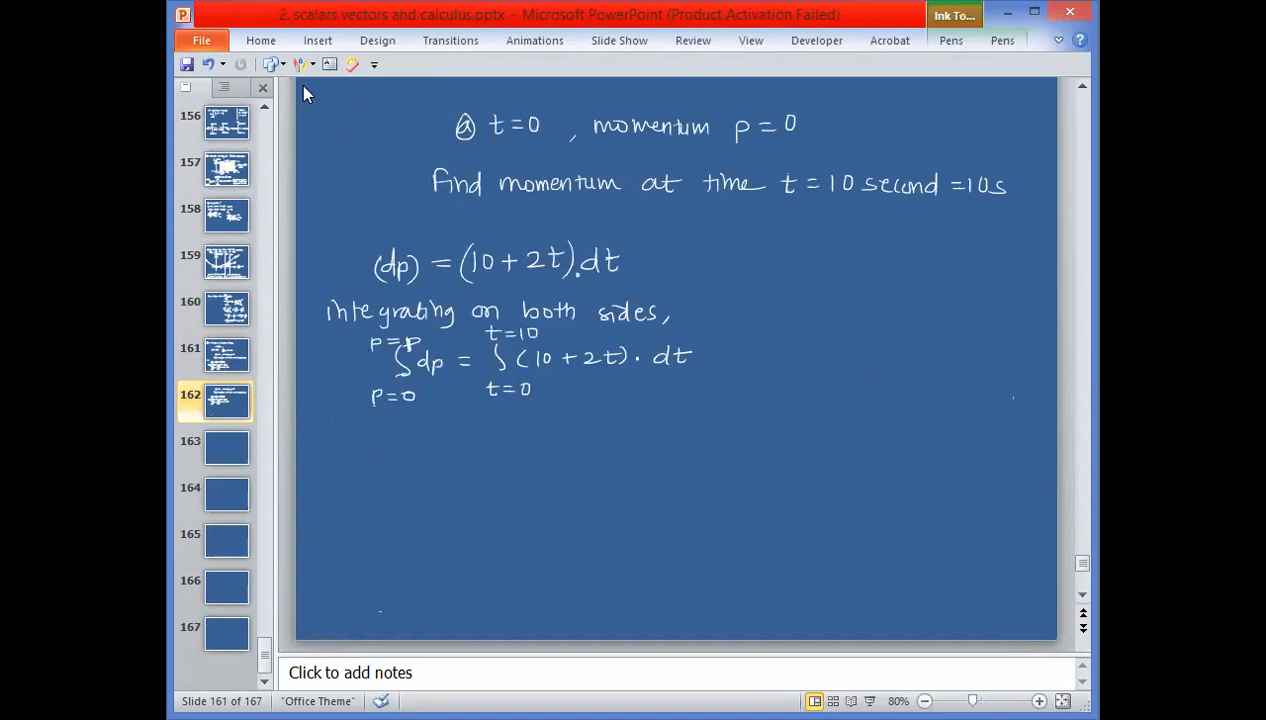 2. scalars vectors and calculus.pptx - Microsoft PowerPoint (Product Activation Failed)
Ink To...
File Home Insert Design Transitions Animations Slide Show Review View Developer Acrobat Pens Pens
@ t=0 , momentum p=0
Find momentum at time t=10 second =10s
(dp) = (10+2t).dt
integrating on both sides,
p=p t=10
∫dp = ∫(10+2t). dt
p=0 t=0
156
157
158
159
160
161
162
163
164
165
166
167
Click to add notes
Slide 161 of 167 "Office Theme" 80%